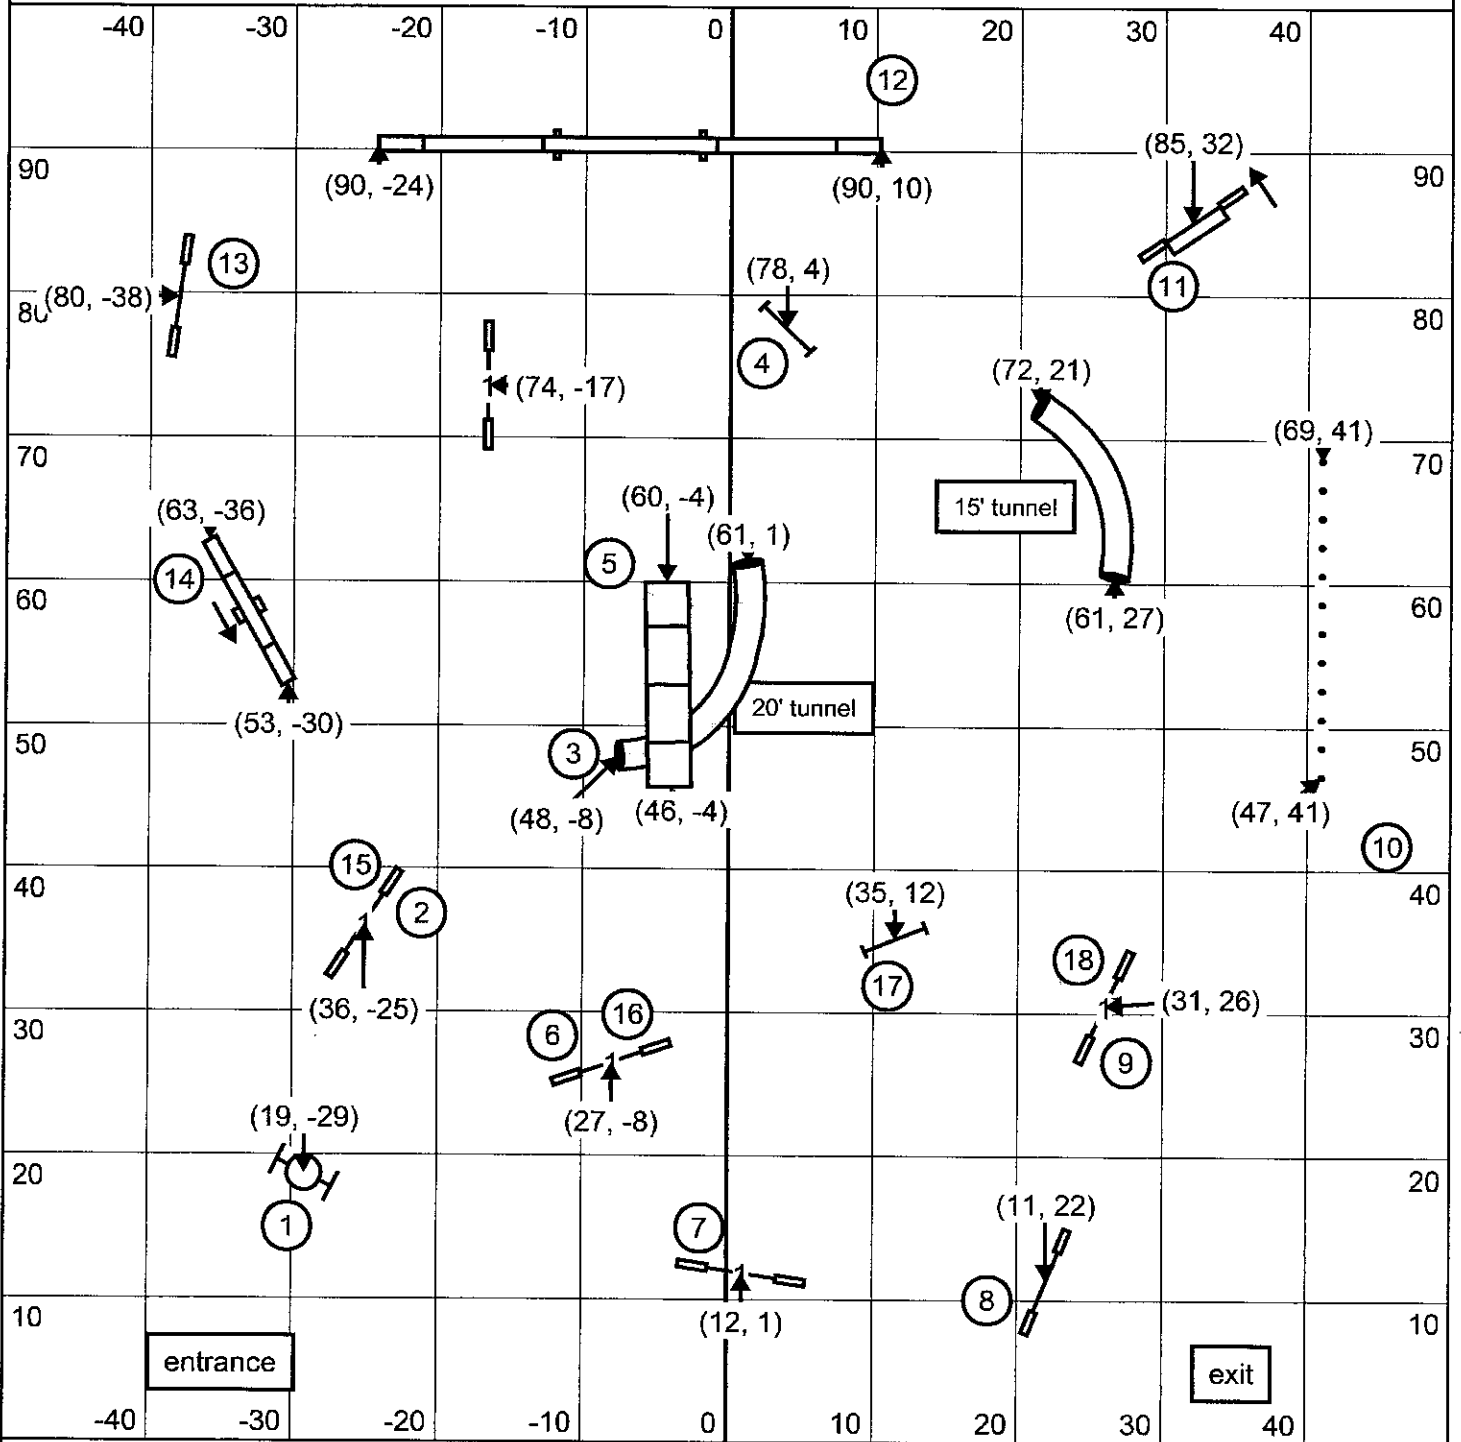 -40 -30 -20 -10 0 10 20 30 40
12
90 (85, 32) 90
(90, -24) (90, 10)
13
(80, -38) (78, 4) 11
80 80
4
(74, -17) (72, 21)
(69, 41)
70 70
(60, -4) 15' tunnel
(63, -36) (61, 1)
14 5
60 60
(61, 27)
(53, -30) 20' tunnel
50 3 50
(48, -8) (46, -4) (47, 41)
10
15
40 (35, 12) 40
2
18
17
(36, -25) (31, 26)
30 6 16 30
9
(19, -29) (27, -8)
20 20
1 7 (11, 22)
8
10 (12, 1) 10
entrance exit
-40 -30 -20 -10 0 10 20 30 40